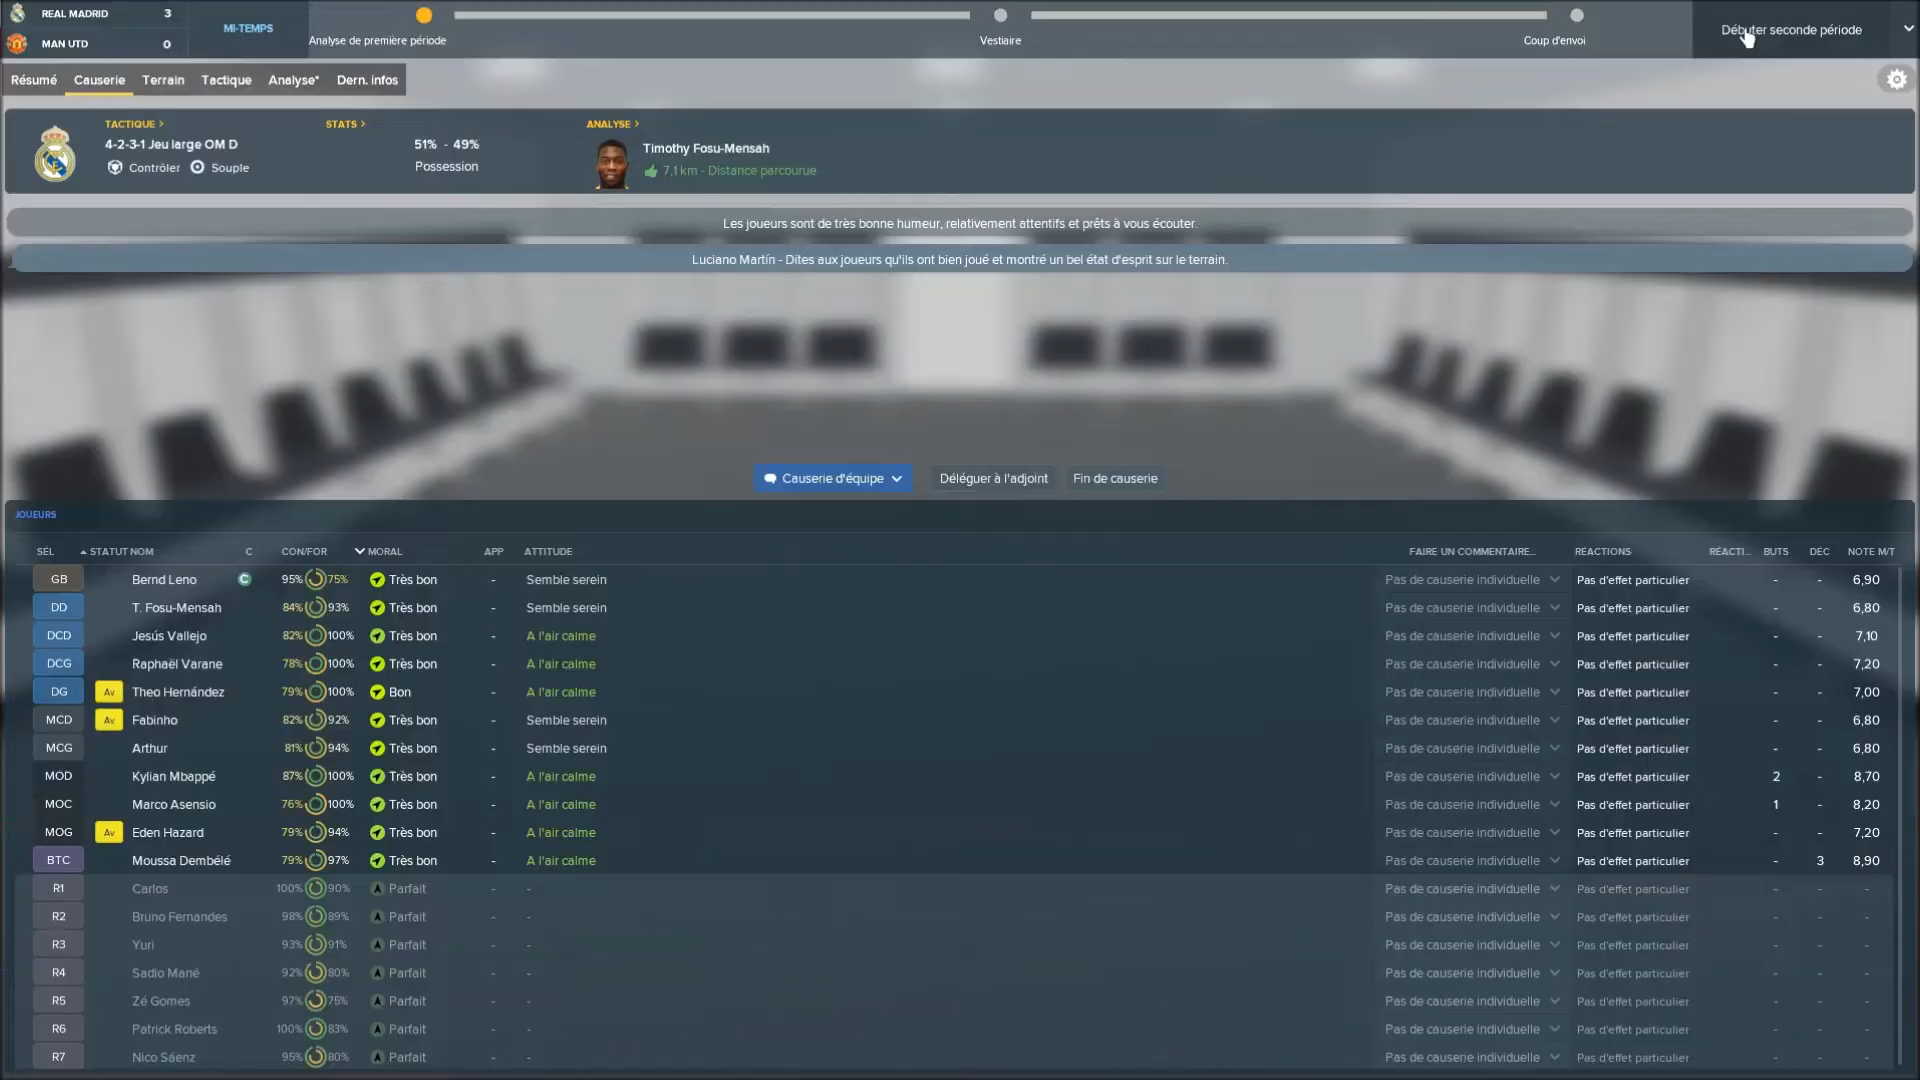 REAL MADRID 3
MAN UTD 0
MI-TEMPS
Analyse de première période
Vestiaire
Coup d'envoi
Débuter seconde période
Résumé Causerie Terrain Tactique Analyse* Dern. infos
TACTIQUE >
4-2-3-1 Jeu large OM D
Contrôler Souple
STATS >
51% - 49%
Possession
ANALYSE >
Timothy Fosu-Mensah
7,1 km - Distance parcourue
Les joueurs sont de très bonne humeur, relativement attentifs et prêts à vous écouter.
Luciano Martín - Dites aux joueurs qu'ils ont bien joué et montré un bel état d'esprit sur le terrain.
Causerie d'équipe Déléguer à l'adjoint Fin de causerie
JOUEURS
SÉL STATUT NOM C CON/FOR MORAL APP ATTITUDE FAIRE UN COMMENTAIRE... RÉACTIONS RÉACTI... BUTS DÉC NOTE M/T
GB Bernd Leno C 95% 75% Très bon - Semble serein Pas de causerie individuelle Pas d'effet particulier - - 6,90
DD T. Fosu-Mensah 84% 93% Très bon - Semble serein Pas de causerie individuelle Pas d'effet particulier - - 6,80
DCD Jesús Vallejo 82% 100% Très bon - A l'air calme Pas de causerie individuelle Pas d'effet particulier - - 7,10
DCG Raphaël Varane 78% 100% Très bon - A l'air calme Pas de causerie individuelle Pas d'effet particulier - - 7,20
DG Av Theo Hernández 79% 100% Bon - A l'air calme Pas de causerie individuelle Pas d'effet particulier - - 7,00
MCD Av Fabinho 82% 92% Très bon - Semble serein Pas de causerie individuelle Pas d'effet particulier - - 6,80
MCG Arthur 81% 94% Très bon - Semble serein Pas de causerie individuelle Pas d'effet particulier - - 6,80
MOD Kylian Mbappé 87% 100% Très bon - A l'air calme Pas de causerie individuelle Pas d'effet particulier 2 - 8,70
MOC Marco Asensio 76% 100% Très bon - A l'air calme Pas de causerie individuelle Pas d'effet particulier 1 - 8,20
MOG Av Eden Hazard 79% 94% Très bon - A l'air calme Pas de causerie individuelle Pas d'effet particulier - - 7,20
BTC Moussa Dembélé 79% 97% Très bon - A l'air calme Pas de causerie individuelle Pas d'effet particulier - 3 8,90
R1 Carlos 100% 90% Parfait - - Pas de causerie individuelle Pas d'effet particulier - - -
R2 Bruno Fernandes 98% 89% Parfait - - Pas de causerie individuelle Pas d'effet particulier - - -
R3 Yuri 93% 91% Parfait - - Pas de causerie individuelle Pas d'effet particulier - - -
R4 Sadio Mané 92% 80% Parfait - - Pas de causerie individuelle Pas d'effet particulier - - -
R5 Zé Gomes 97% 75% Parfait - - Pas de causerie individuelle Pas d'effet particulier - - -
R6 Patrick Roberts 100% 83% Parfait - - Pas de causerie individuelle Pas d'effet particulier - - -
R7 Nico Sáenz 95% 80% Parfait - - Pas de causerie individuelle Pas d'effet particulier - - -